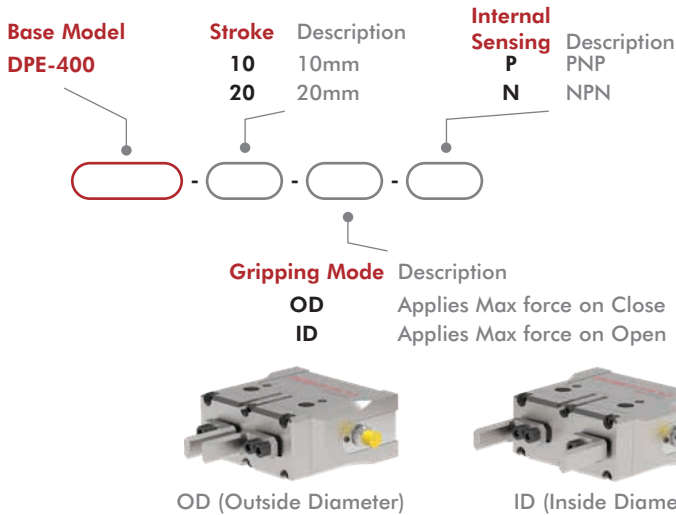 Base Model Stroke Description Internal Sensing Description
DPE-400 10 10mm P PNP
20 20mm N NPN
- - -
Gripping Mode Description
OD Applies Max force on Close
ID Applies Max force on Open
OD (Outside Diameter) ID (Inside Diame